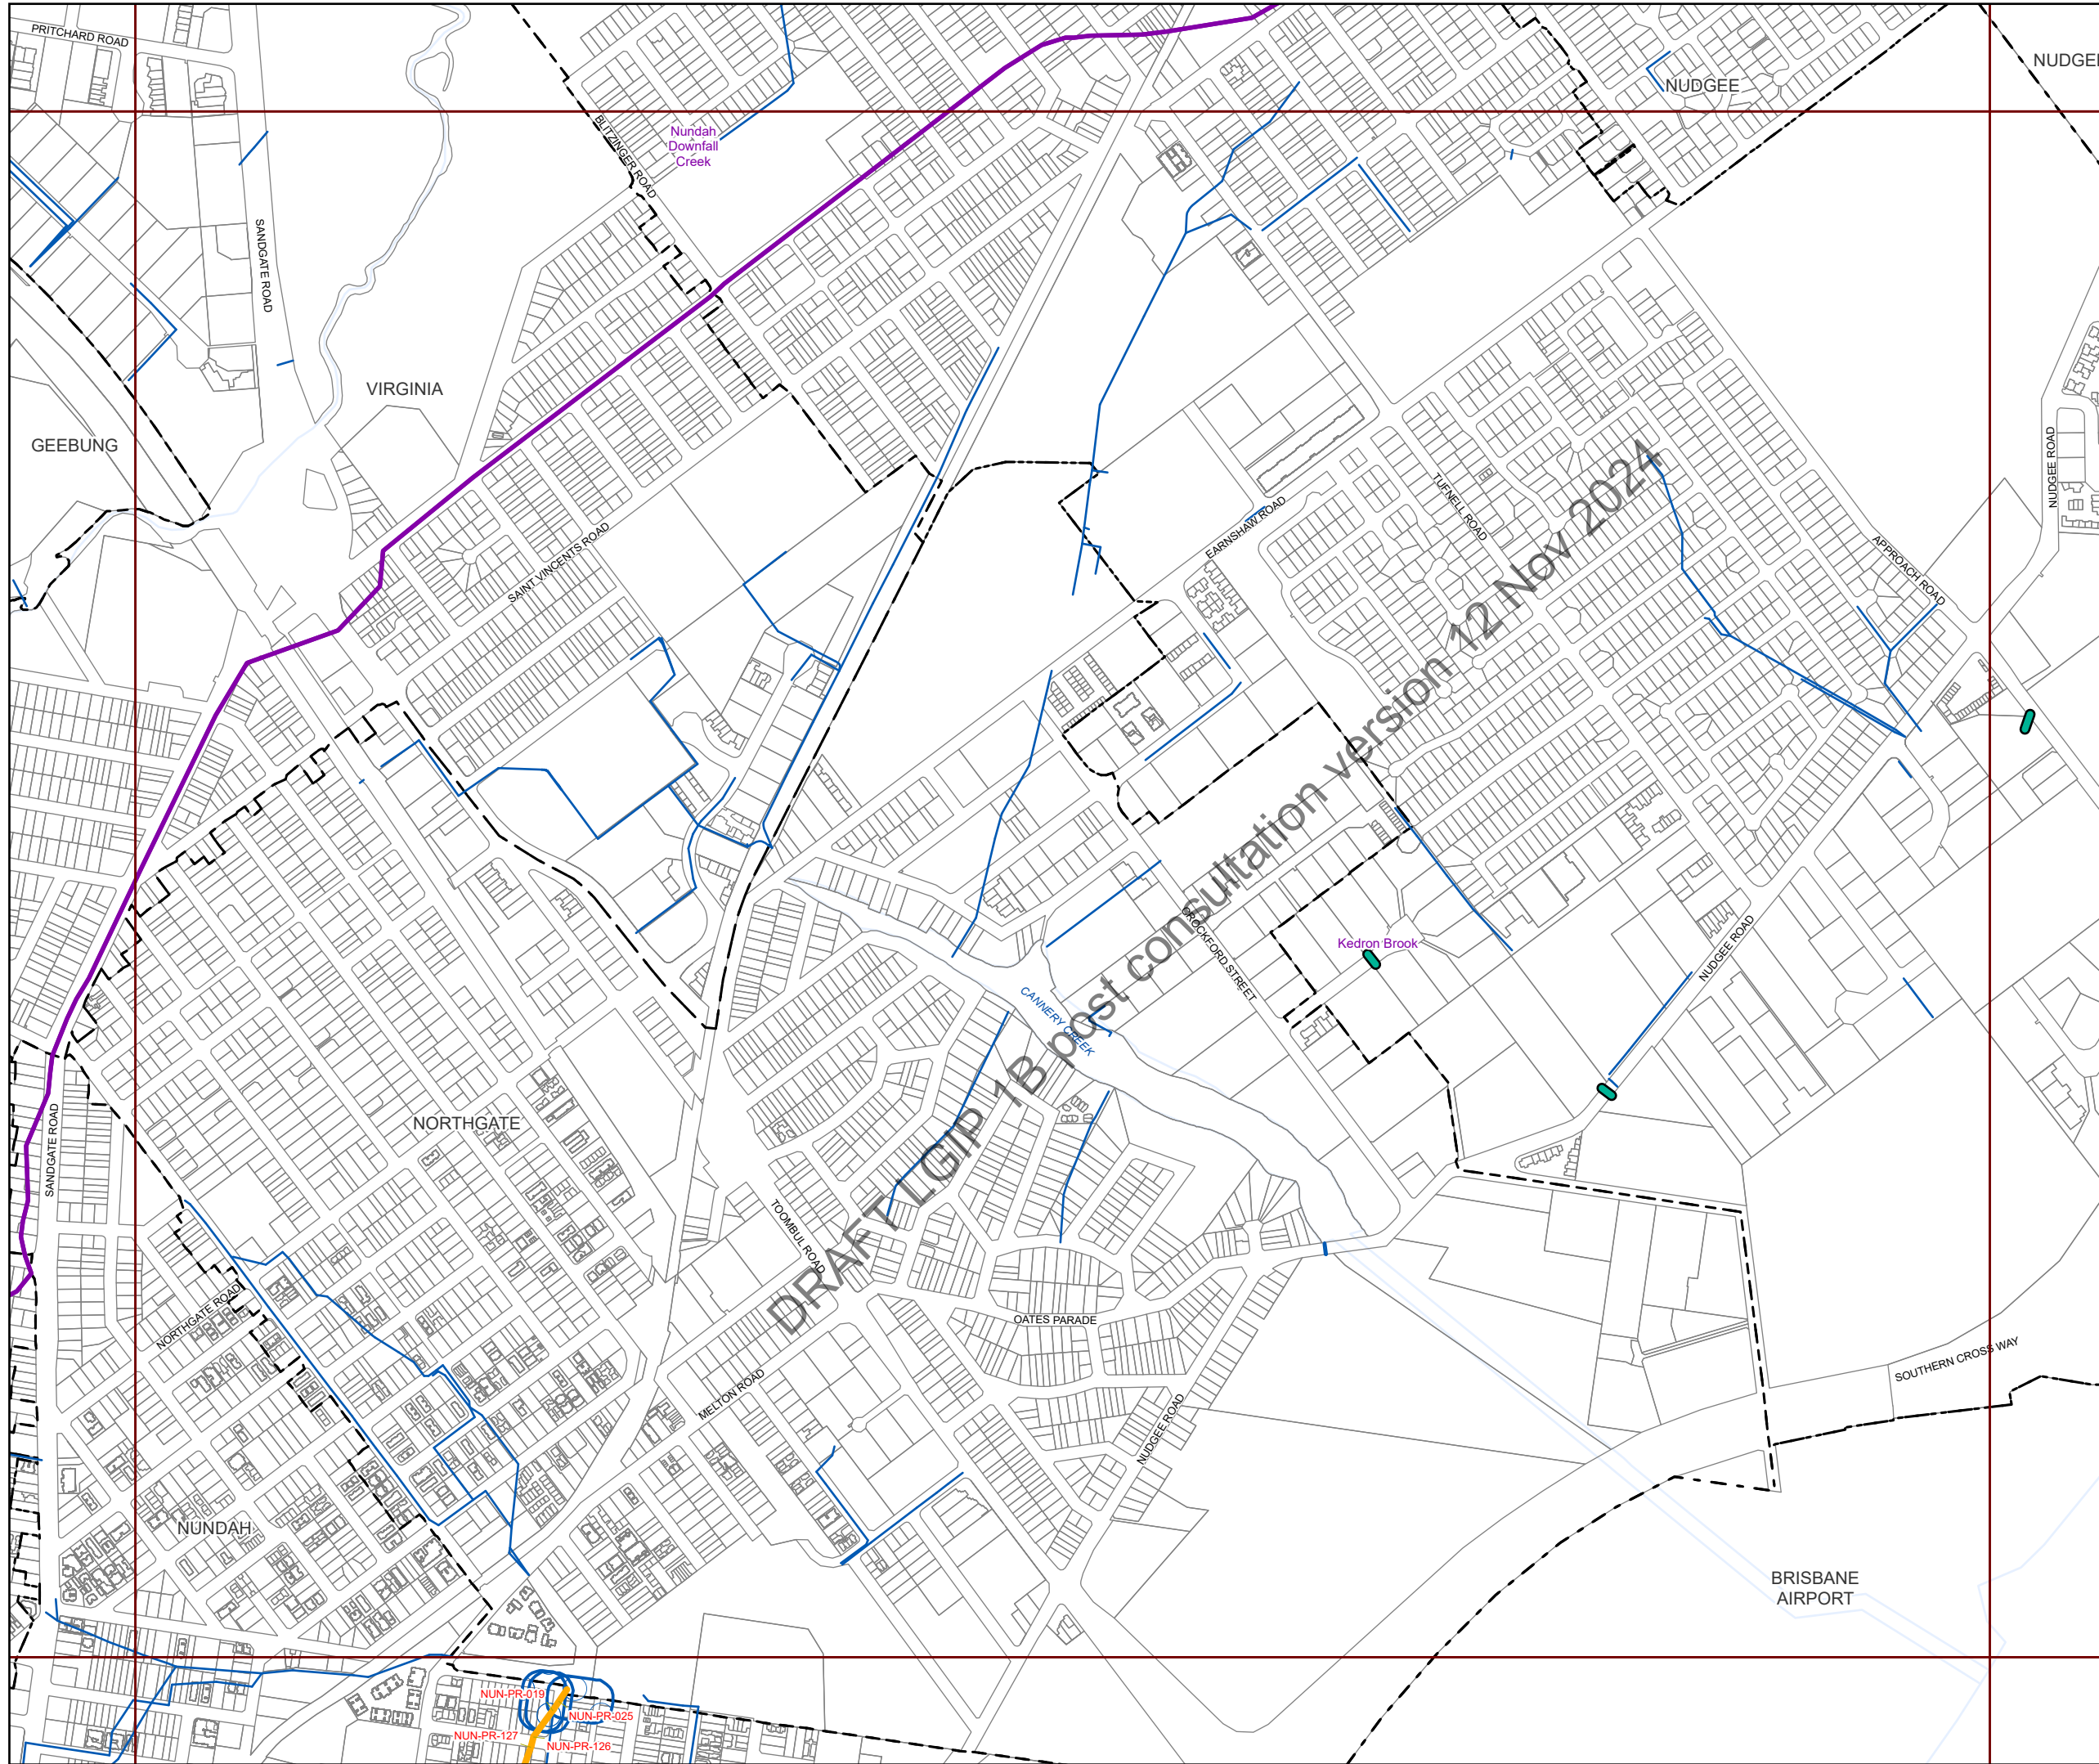 PRITCHARD ROAD
NUDGEE
NUDGEE
Nundah
Downfall
Creek
BLITZINGER ROAD
SANDGATE ROAD
VIRGINIA
GEEBUNG
NUDGEE ROAD
TUFNELL ROAD
EARNSHAW ROAD
SAINT VINCENTS ROAD
APPROACH ROAD
DRAFT LGIP 1B post consultation version 12 Nov 2024
CROCKFORD STREET
Kedron Brook
NUDGEE ROAD
CANNERY CREEK
NORTHGATE
SANDGATE ROAD
TOOMBUL ROAD
NORTHGATE ROAD
OATES PARADE
SOUTHERN CROSS WAY
MELTON ROAD
NUDGEE ROAD
NUNDAH
BRISBANE
AIRPORT
NUN-PR-019
NUN-PR-025
NUN-PR-127
NUN-PR-126